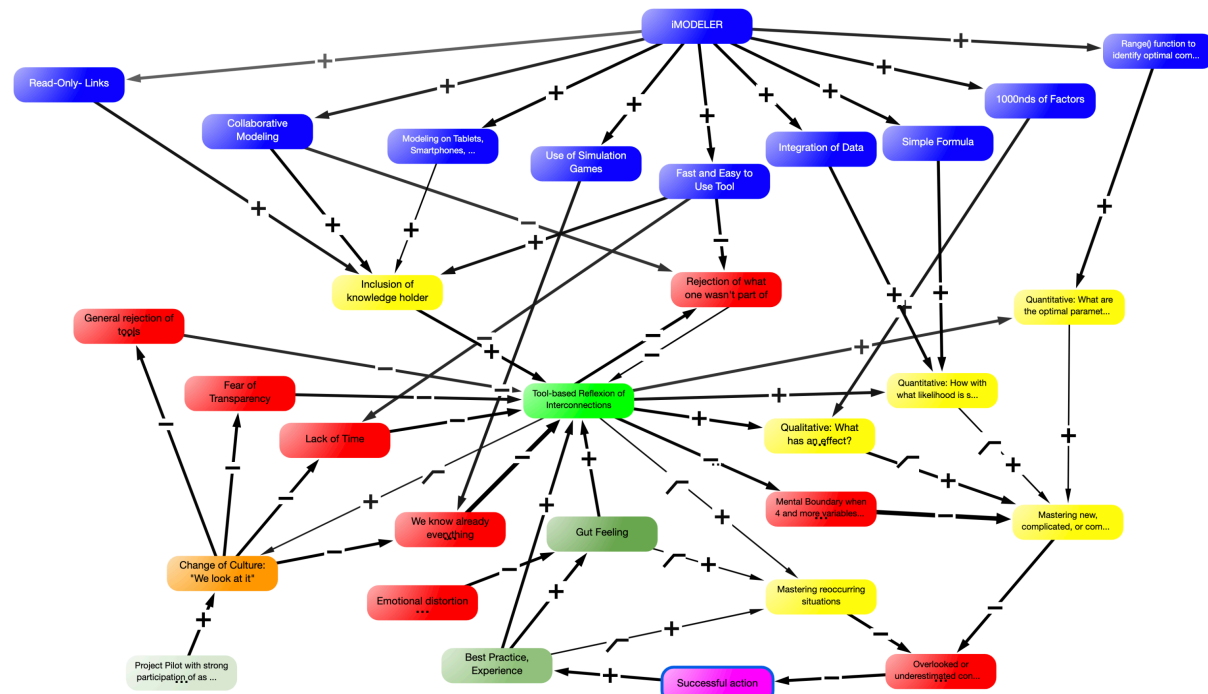 iMODELER
Range() function to
identify optimal com...
Read-Only- Links
1000nds of Factors
Collaborative
Modeling
Modeling on Tablets,
Smartphones, ...
Use of Simulation
Games
Integration of Data
Simple Formula
Fast and Easy to
Use Tool
Inclusion of
knowledge holder
Rejection of what
one wasn't part of
Quantitative: What are
the optimal paramet...
General rejection of
tools
...
Fear of
Transparency
Tool-based Reflexion of
Interconnections
Quantitative: How with
what likelihood is s...
Lack of Time
Qualitative: What
has an effect?
...
We know already
everything
...
Gut Feeling
Mental Boundary when
4 and more variables...
...
Mastering new,
complicated, or com...
Change of Culture:
"We look at it"
Emotional distortion
...
Mastering reoccurring
situations
Project Pilot with strong
participation of as ...
...
Best Practice,
Experience
Successful action
Overlooked or
underestimated con...
...